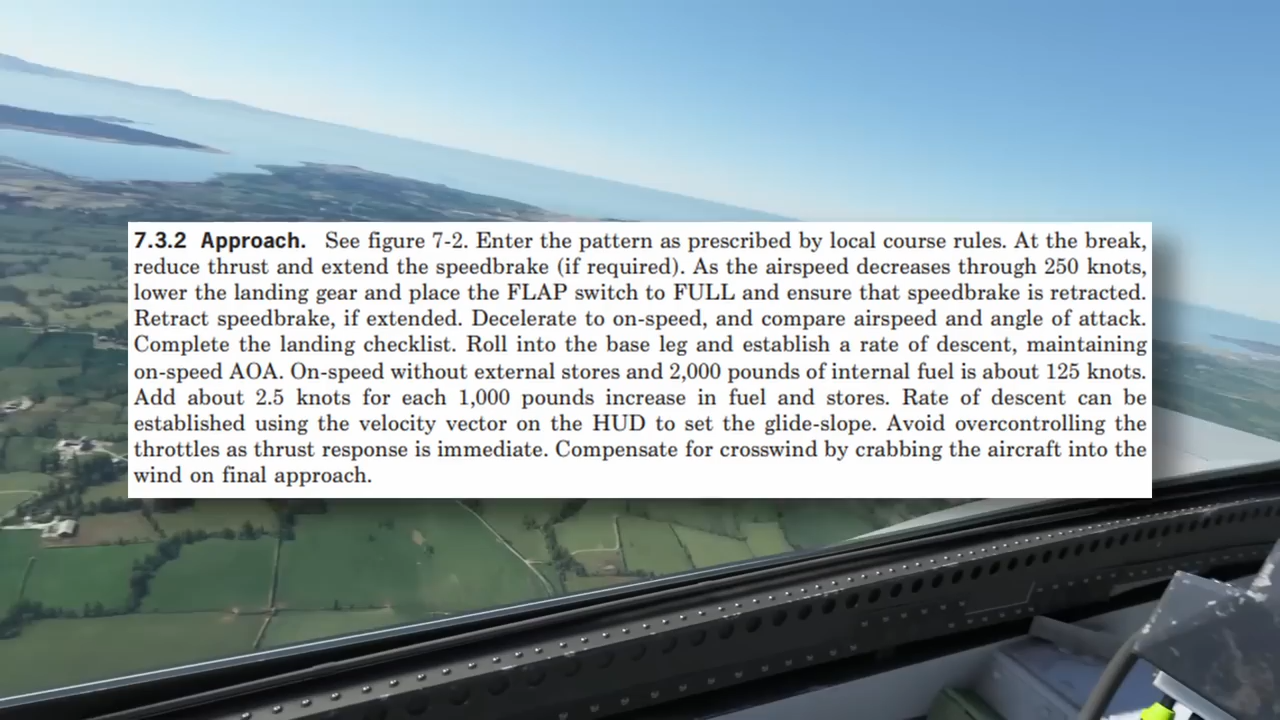 7.3.2 Approach. See figure 7-2. Enter the pattern as prescribed by local course rules. At the break,
reduce thrust and extend the speedbrake (if required). As the airspeed decreases through 250 knots,
lower the landing gear and place the FLAP switch to FULL and ensure that speedbrake is retracted.
Retract speedbrake, if extended. Decelerate to on-speed, and compare airspeed and angle of attack.
Complete the landing checklist. Roll into the base leg and establish a rate of descent, maintaining
on-speed AOA. On-speed without external stores and 2,000 pounds of internal fuel is about 125 knots.
Add about 2.5 knots for each 1,000 pounds increase in fuel and stores. Rate of descent can be
established using the velocity vector on the HUD to set the glide-slope. Avoid overcontrolling the
throttles as thrust response is immediate. Compensate for crosswind by crabbing the aircraft into the
wind on final approach.